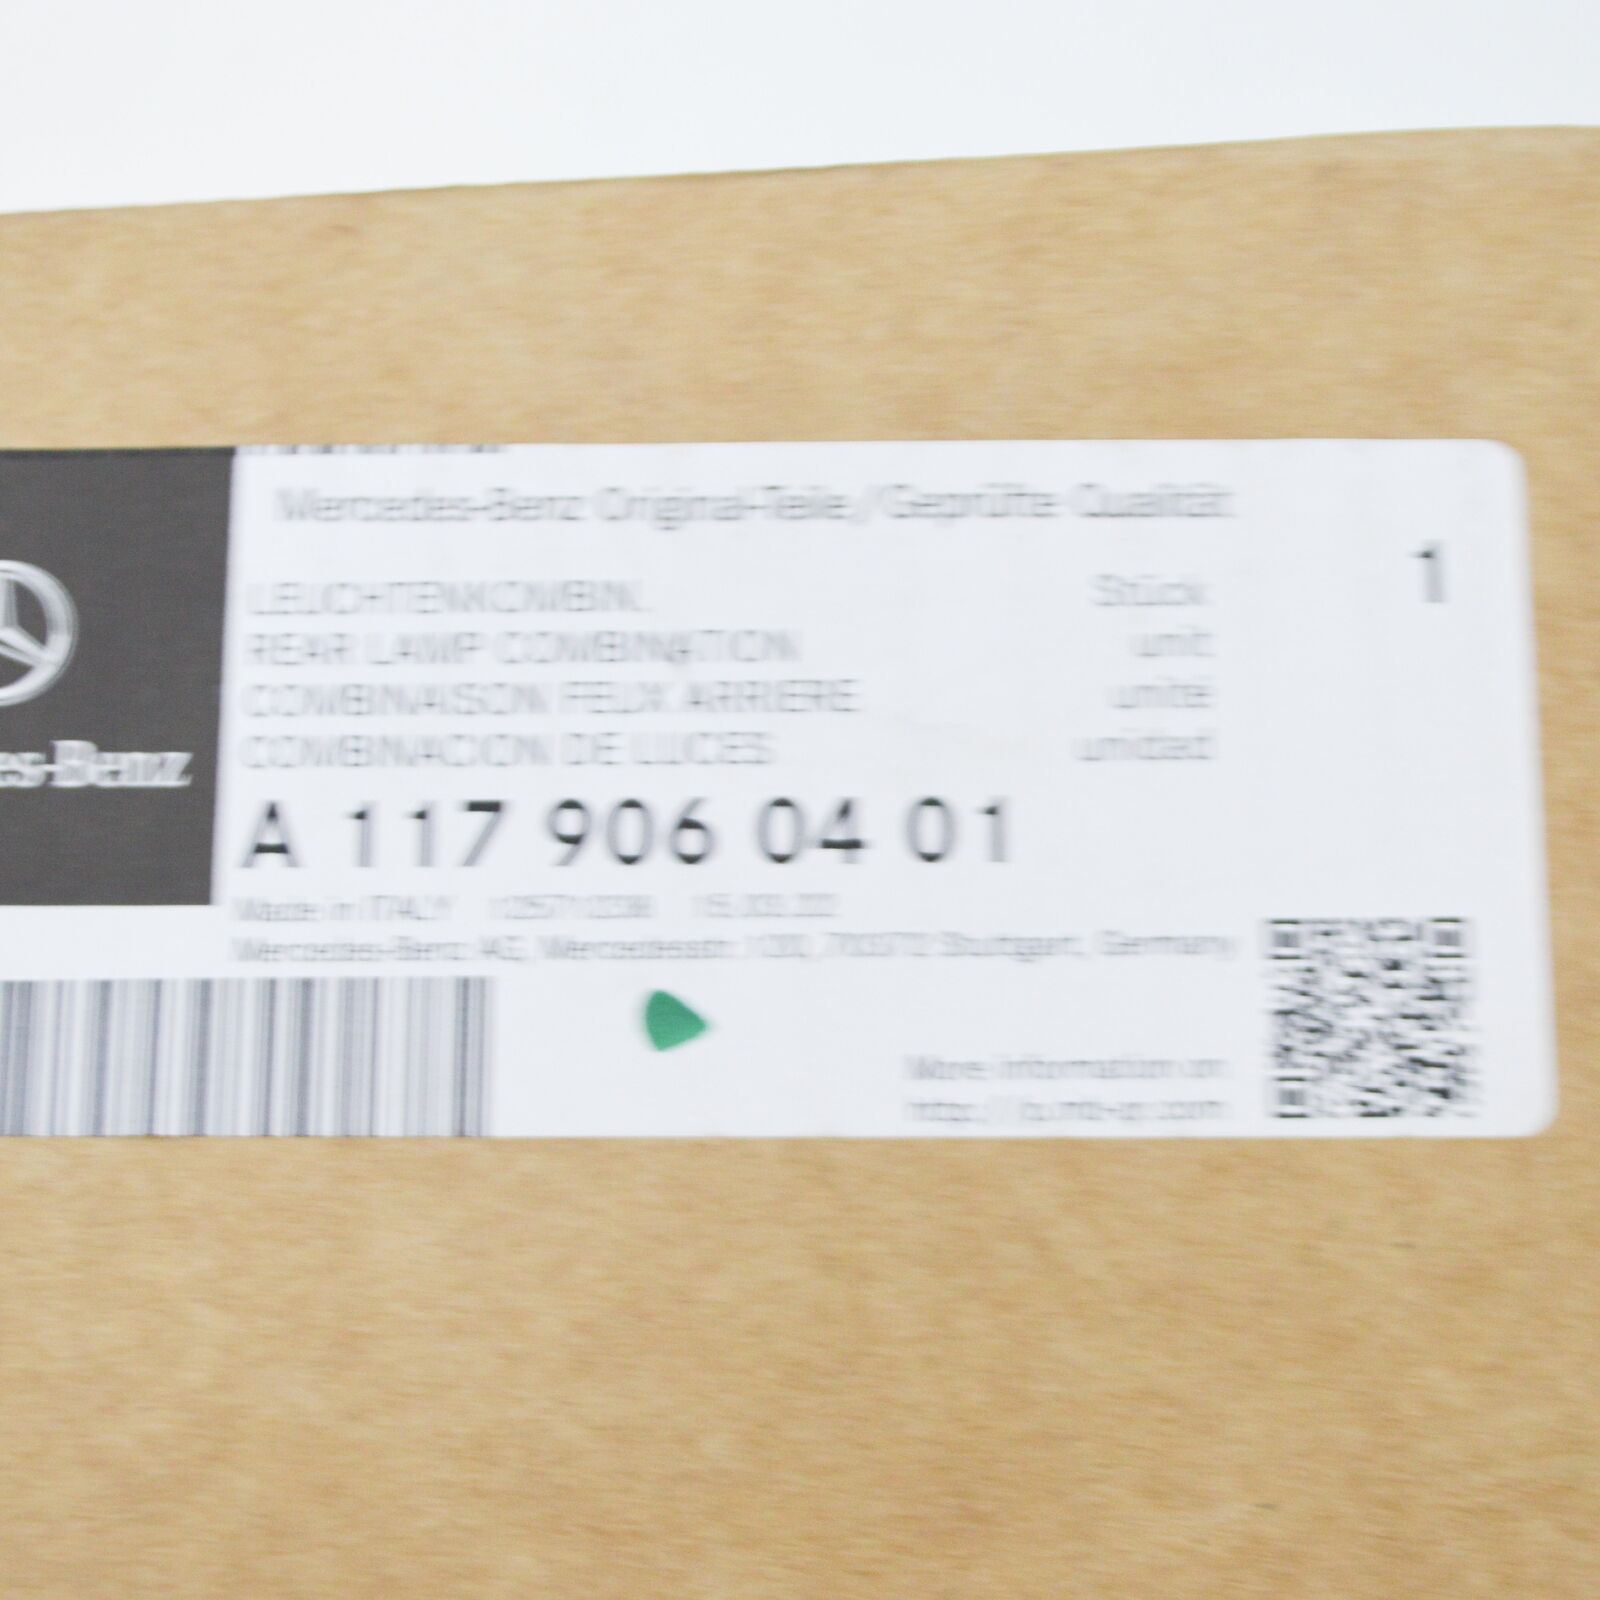 Mercedes-Benz Original-Teile/Geprüfte Qualität
LEUCHTENKOMBIN. Stück 1
REAR LAMP COMBINATION unit
COMBINAISON FEUX ARRIERE unité
COMBINACION DE LUCES unidad
es-Benz
A 117 906 04 01
Made in ITALY
Mercedes-Benz AG, Mercedesstr. 120, 70372 Stuttgart, Germany
More information on